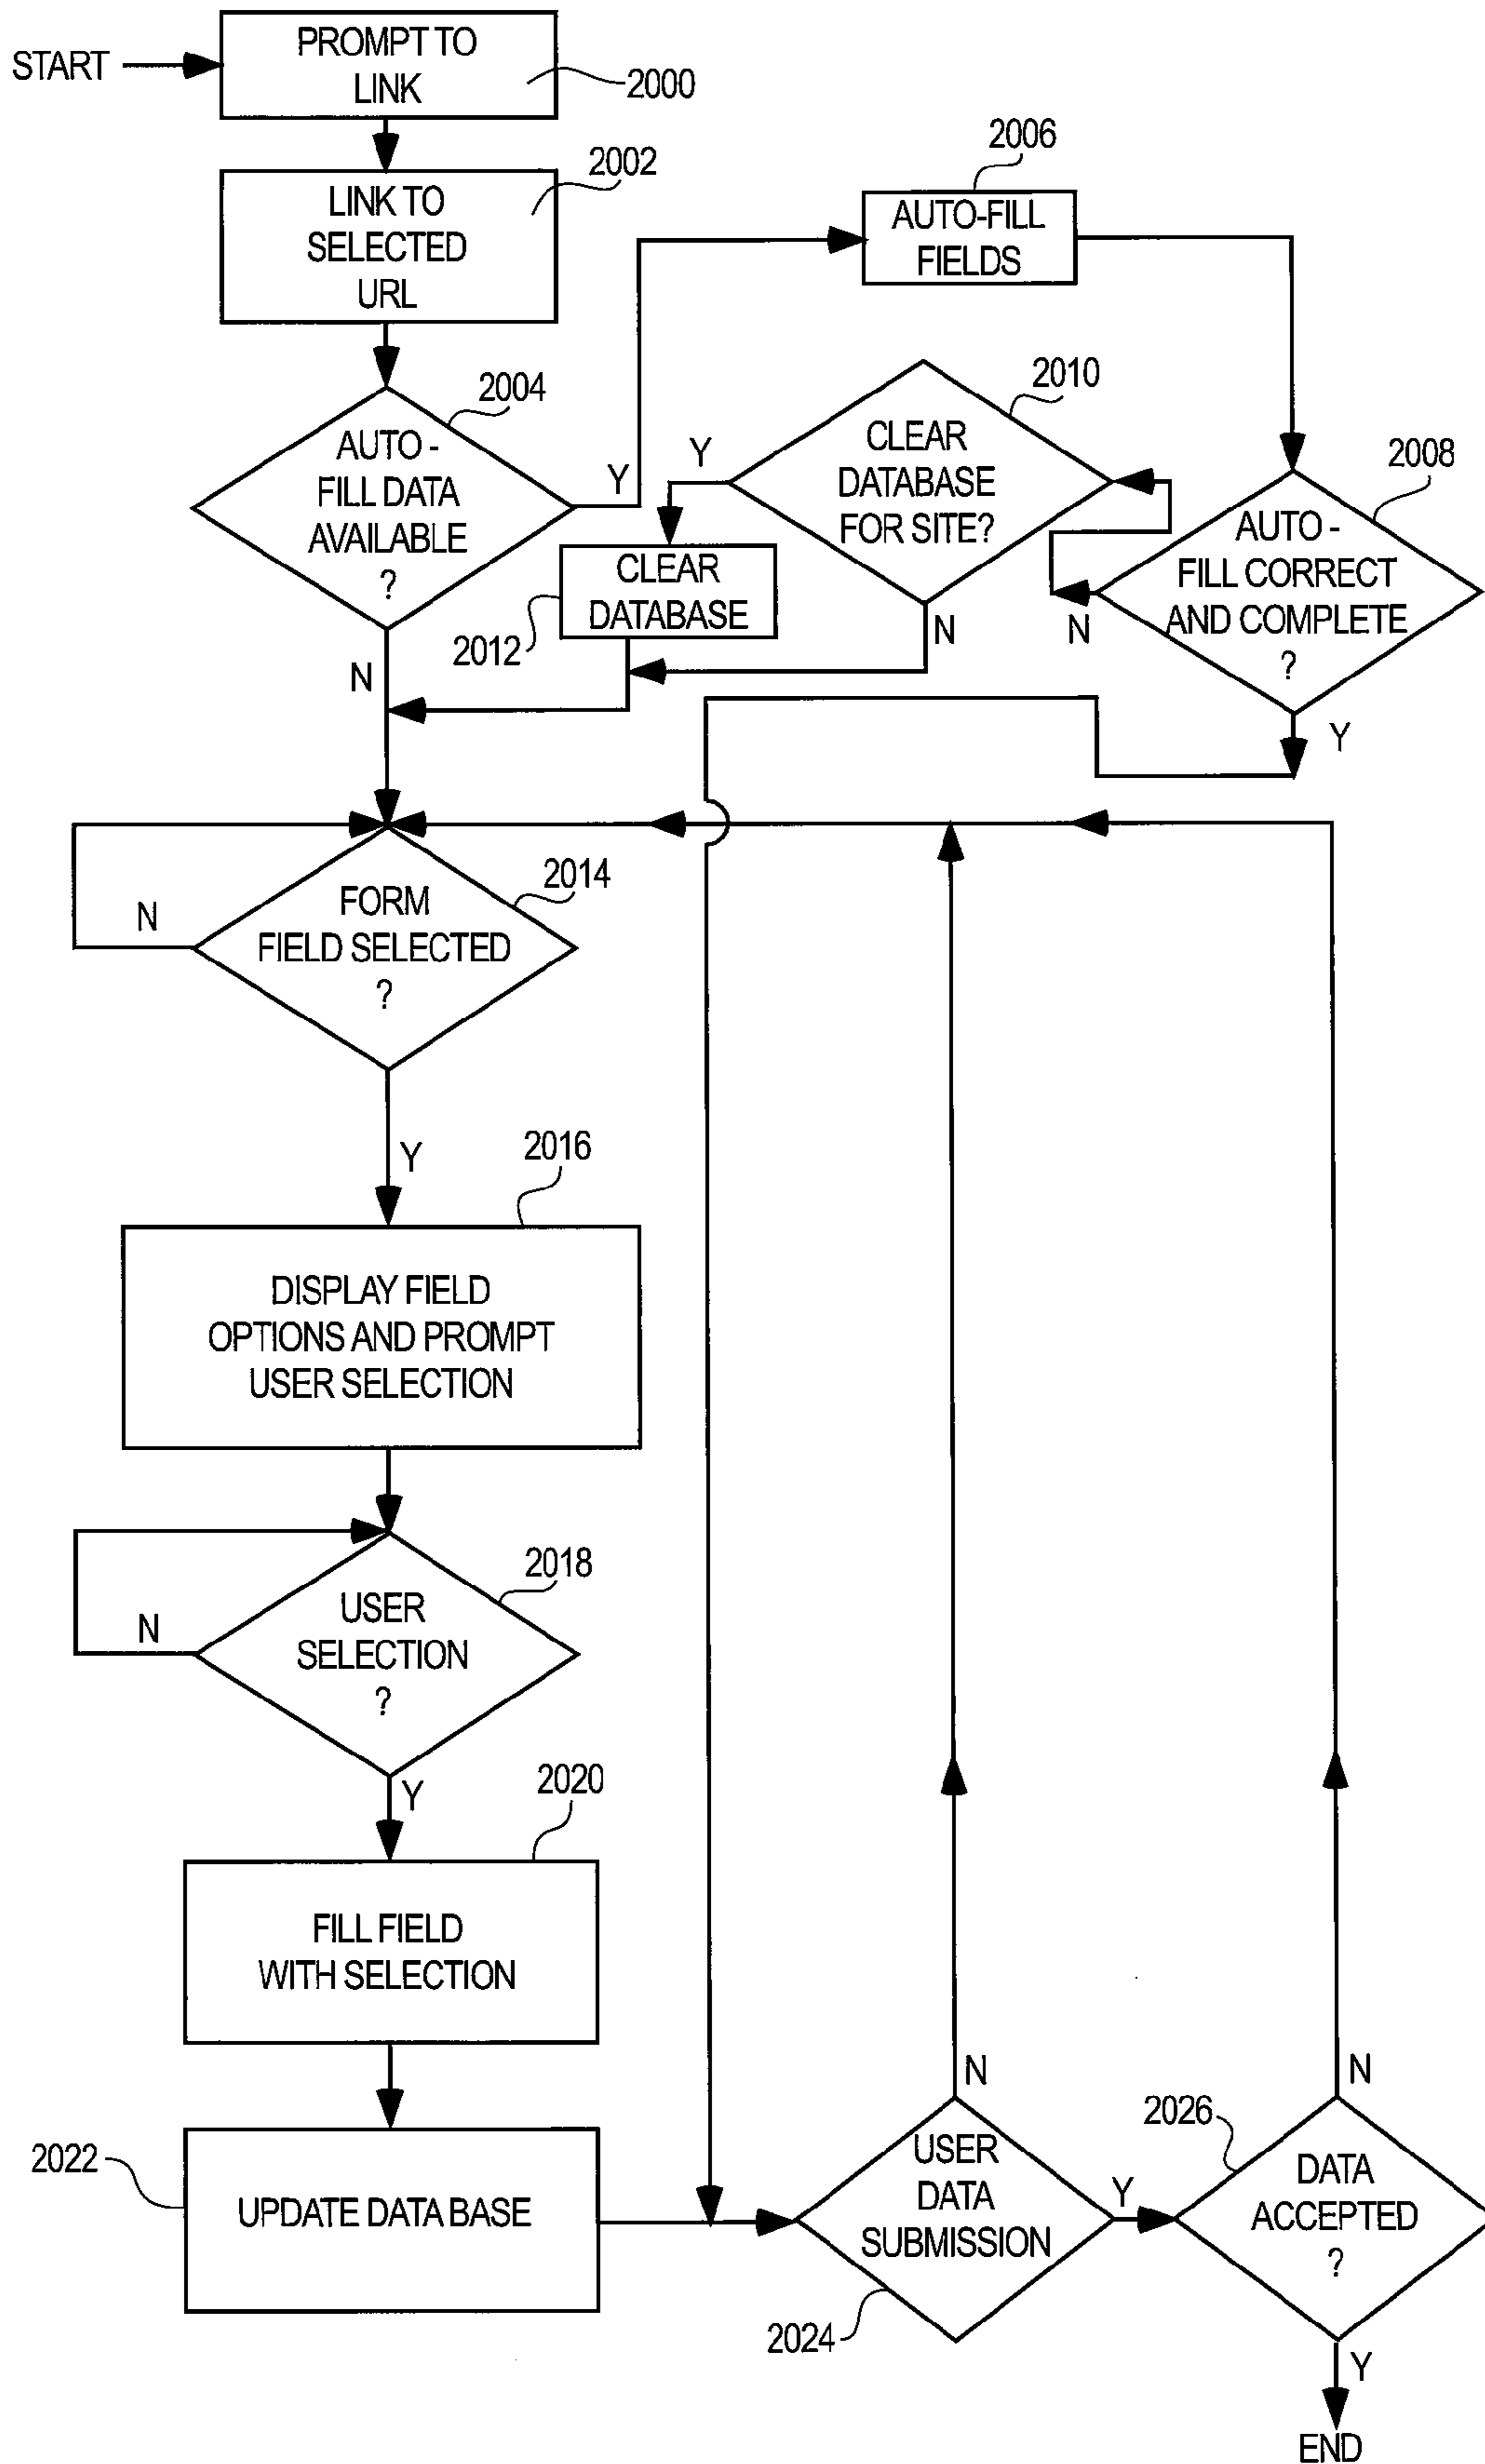 START
PROMPT TO
LINK
2000
2002
LINK TO
SELECTED
URL
2006
AUTO-FILL
FIELDS
2004
AUTO -
FILL DATA
AVAILABLE
?
Y
N
2010
CLEAR
DATABASE
FOR SITE?
Y
N
CLEAR
DATABASE
2012
2008
AUTO -
FILL CORRECT
AND COMPLETE
?
N
Y
2014
FORM
FIELD SELECTED
?
N
Y
2016
DISPLAY FIELD
OPTIONS AND PROMPT
USER SELECTION
2018
USER
SELECTION
?
N
Y
2020
FILL FIELD
WITH SELECTION
2022
UPDATE DATA BASE
N
USER
DATA
SUBMISSION
Y
2024
N
2026
DATA
ACCEPTED
?
Y
END